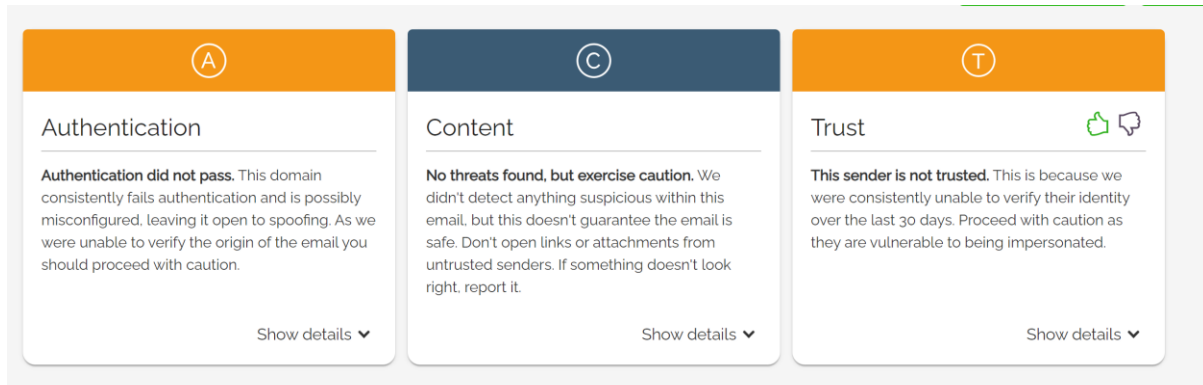 A
Authentication
Authentication did not pass. This domain
consistently fails authentication and is possibly
misconfigured, leaving it open to spoofing. As we
were unable to verify the origin of the email you
should proceed with caution.
Show details
C
Content
No threats found, but exercise caution. We
didn't detect anything suspicious within this
email, but this doesn't guarantee the email is
safe. Don't open links or attachments from
untrusted senders. If something doesn't look
right, report it.
Show details
T
Trust
This sender is not trusted. This is because we
were consistently unable to verify their identity
over the last 30 days. Proceed with caution as
they are vulnerable to being impersonated.
Show details